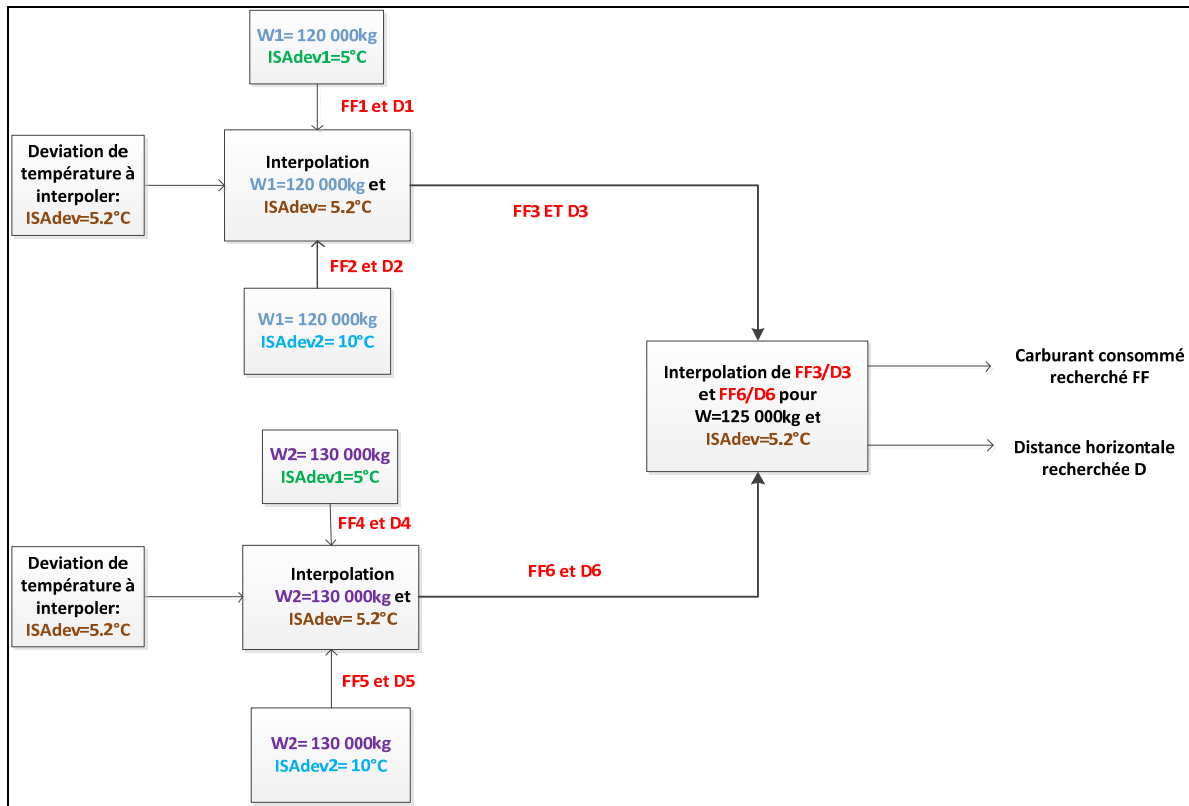 W1= 120 000kg
ISAdev1=5°C
FF1 et D1
Deviation de
température à
interpoler:
ISAdev=5.2°C
Interpolation
W1=120 000kg et
ISAdev= 5.2°C
FF3 ET D3
FF2 et D2
W1= 120 000kg
ISAdev2= 10°C
Interpolation de FF3/D3
et FF6/D6 pour
W=125 000kg et
ISAdev=5.2°C
Carburant consommé
recherché FF
Distance horizontale
recherchée D
W2= 130 000kg
ISAdev1=5°C
FF4 et D4
Deviation de
température à
interpoler:
ISAdev=5.2°C
Interpolation
W2=130 000kg et
ISAdev= 5.2°C
FF6 et D6
FF5 et D5
W2= 130 000kg
ISAdev2= 10°C